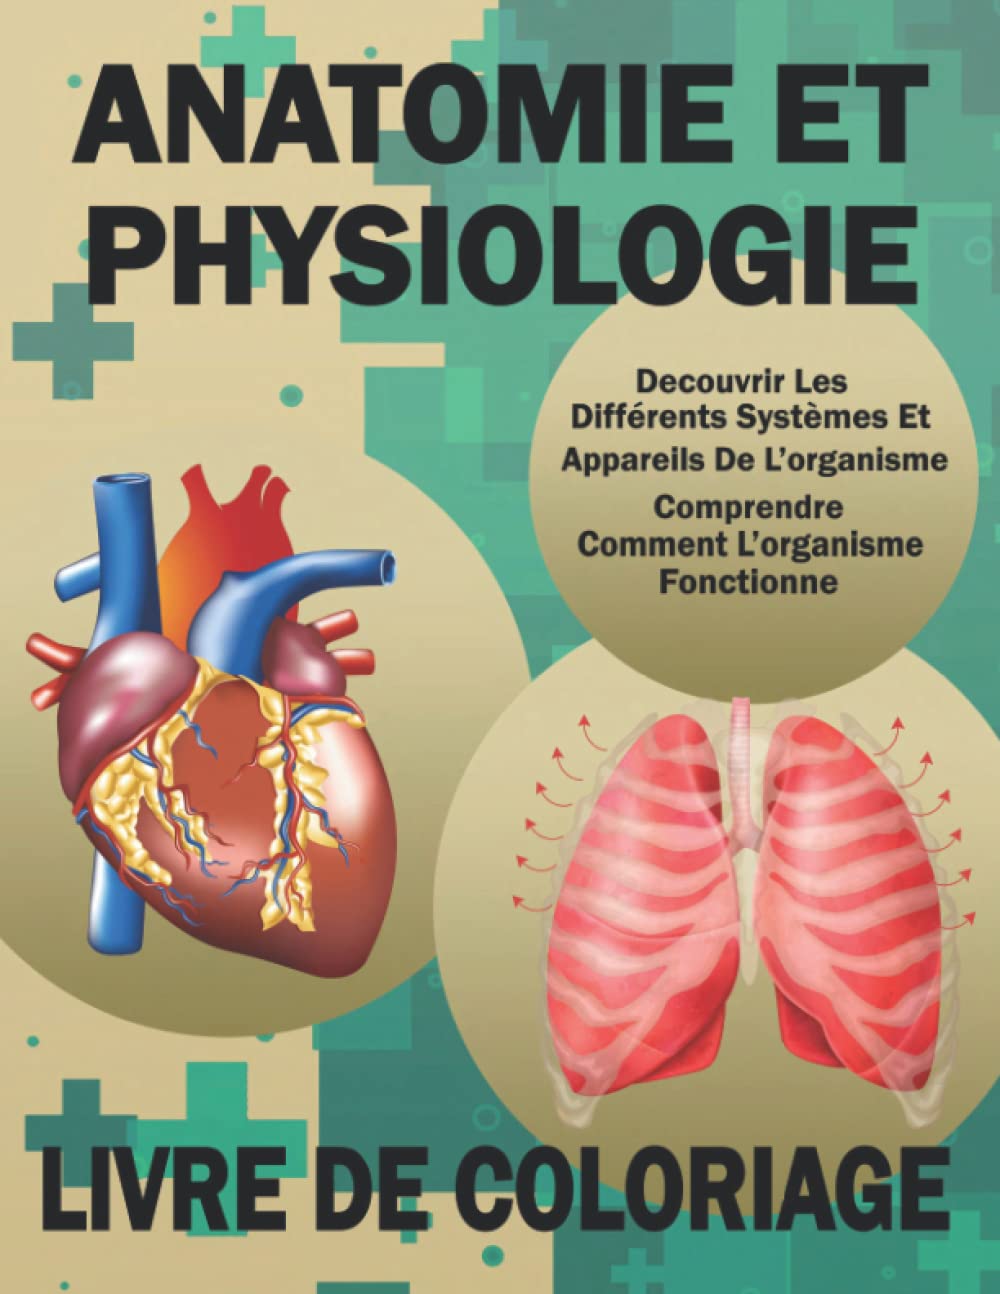 ANATOMIE ET
PHYSIOLOGIE
Decouvrir Les
Différents Systèmes Et
Appareils De L'organisme
Comprendre
Comment L'organisme
Fonctionne
LIVRE DE COLORIAGE